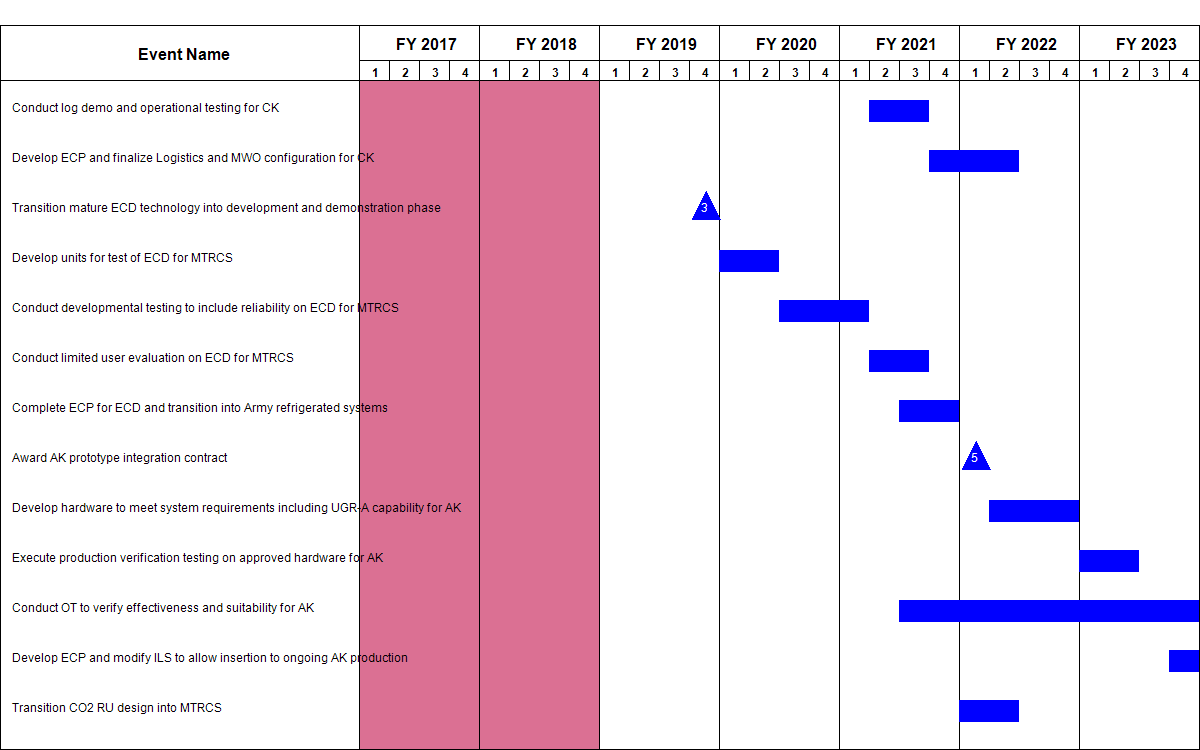 Event Name
FY 2017 FY 2018 FY 2019 FY 2020 FY 2021 FY 2022 FY 2023
1 2 3 4 1 2 3 4 1 2 3 4 1 2 3 4 1 2 3 4 1 2 3 4 1 2 3 4
Conduct log demo and operational testing for CK
Develop ECP and finalize Logistics and MWO configuration for CK
Transition mature ECD technology into development and demonstration phase
3
Develop units for test of ECD for MTRCS
Conduct developmental testing to include reliability on ECD for MTRCS
Conduct limited user evaluation on ECD for MTRCS
Complete ECP for ECD and transition into Army refrigerated systems
Award AK prototype integration contract
5
Develop hardware to meet system requirements including UGR-A capability for AK
Execute production verification testing on approved hardware for AK
Conduct OT to verify effectiveness and suitability for AK
Develop ECP and modify ILS to allow insertion to ongoing AK production
Transition CO2 RU design into MTRCS